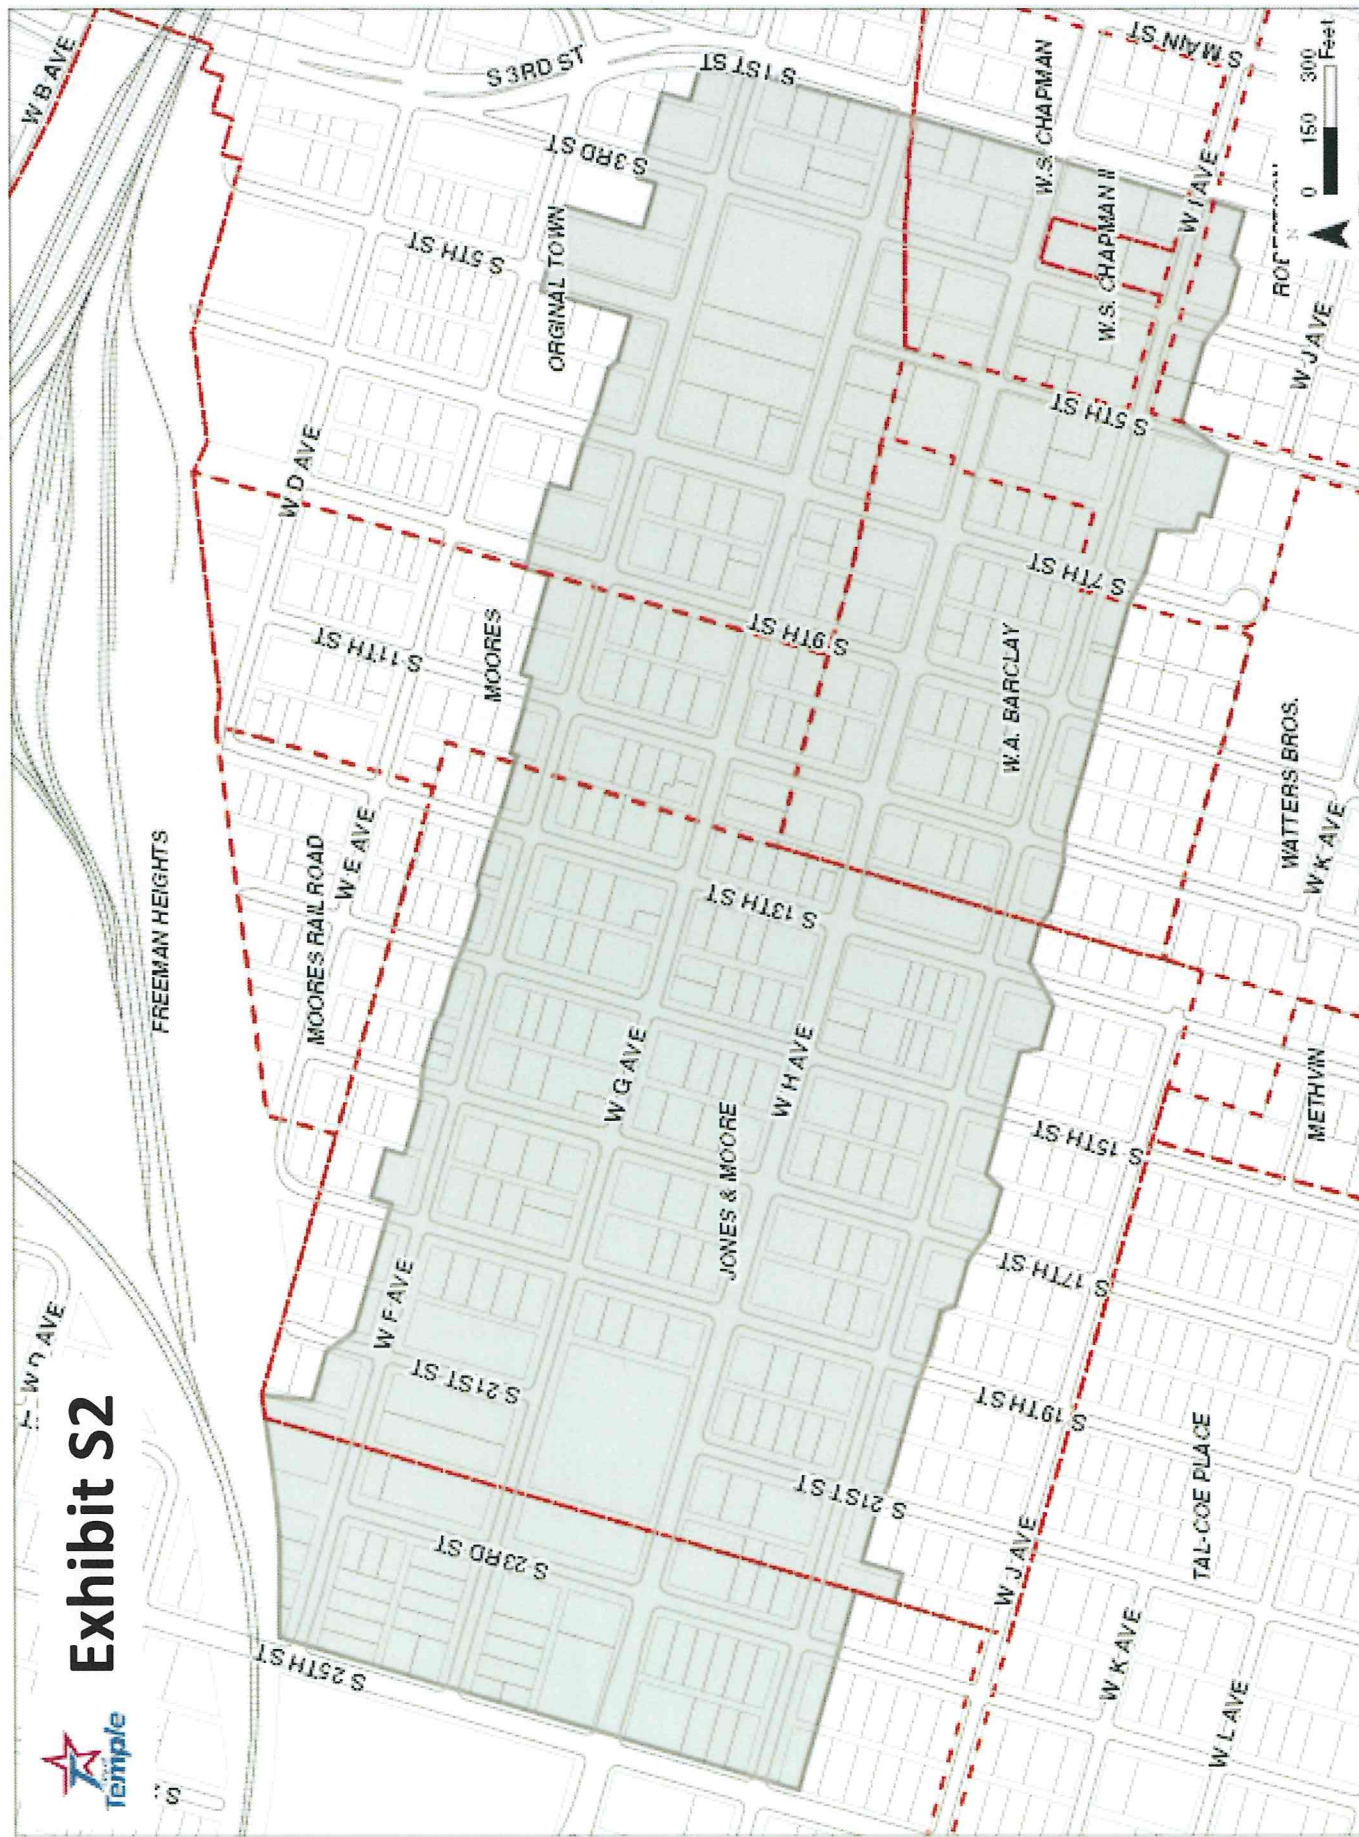 Exhibit S2
Temple
W B AVE
S 3RD ST
S 1ST ST
S 3RD ST
S 5TH ST
ORGINAL TOWN
W.S. CHAPMAN
S MAIN ST
W.S. CHAPMAN II
W I AVE
W J AVE
S 5TH ST
0 150 300
Feet
N
W D AVE
S 7TH ST
S 9TH ST
S 11TH ST
MOORES
W.A. BARCLAY
WATTERS BROS.
W K AVE
FREEMAN HEIGHTS
MOORES RAILROAD
W E AVE
S 13TH ST
W G AVE
W H AVE
JONES & MOORE
S 15TH ST
METHVIN
W F AVE
S 17TH ST
S 21ST ST
S 19TH ST
W D AVE
S 21ST ST
TAL-COE PLACE
S 23RD ST
W J AVE
W K AVE
S 25TH ST
W L AVE